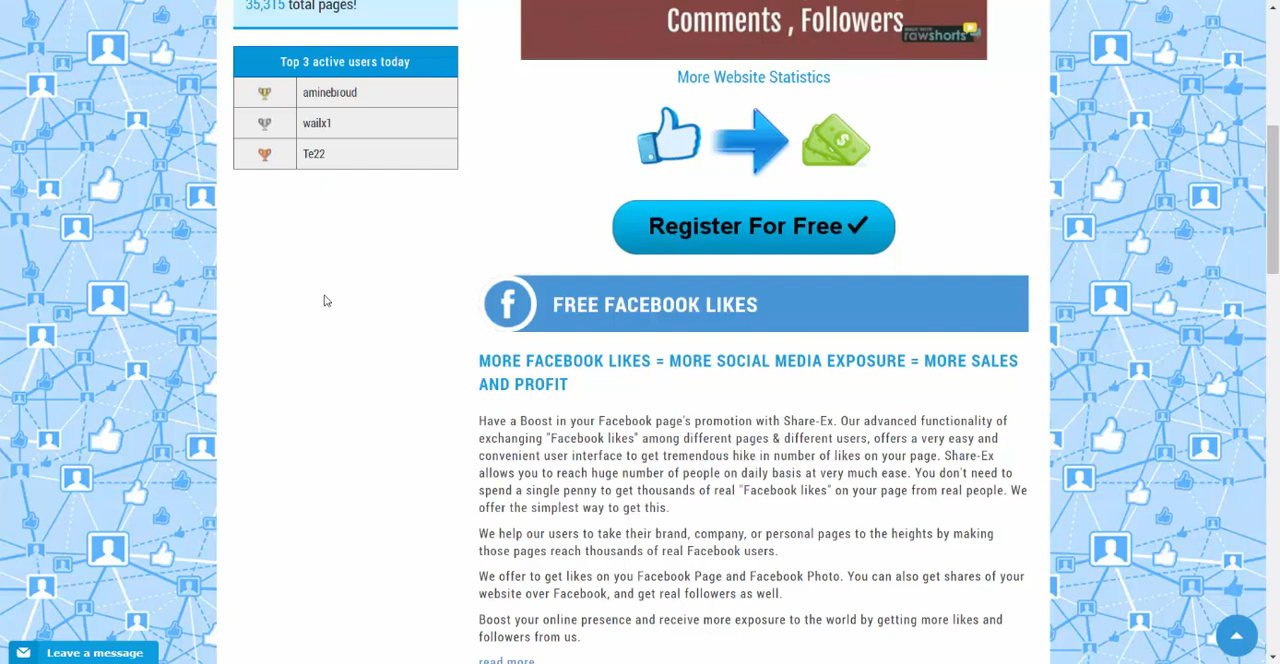 35,315 total pages!
Top 3 active users today
aminebroud
wailx1
Te22
Comments , Followers
rawshorts
More Website Statistics
Register For Free ✓
f
FREE FACEBOOK LIKES
MORE FACEBOOK LIKES = MORE SOCIAL MEDIA EXPOSURE = MORE SALES
AND PROFIT
Have a Boost in your Facebook page's promotion with Share-Ex. Our advanced functionality of
exchanging "Facebook likes" among different pages & different users, offers a very easy and
convenient user interface to get tremendous hike in number of likes on your page. Share-Ex
allows you to reach huge number of people on daily basis at very much ease. You don't need to
spend a single penny to get thousands of real "Facebook likes" on your page from real people. We
offer the simplest way to get this.
We help our users to take their brand, company, or personal pages to the heights by making
those pages reach thousands of real Facebook users.
We offer to get likes on you Facebook Page and Facebook Photo. You can also get shares of your
website over Facebook, and get real followers as well.
Boost your online presence and receive more exposure to the world by getting more likes and
followers from us.
read more
Leave a message